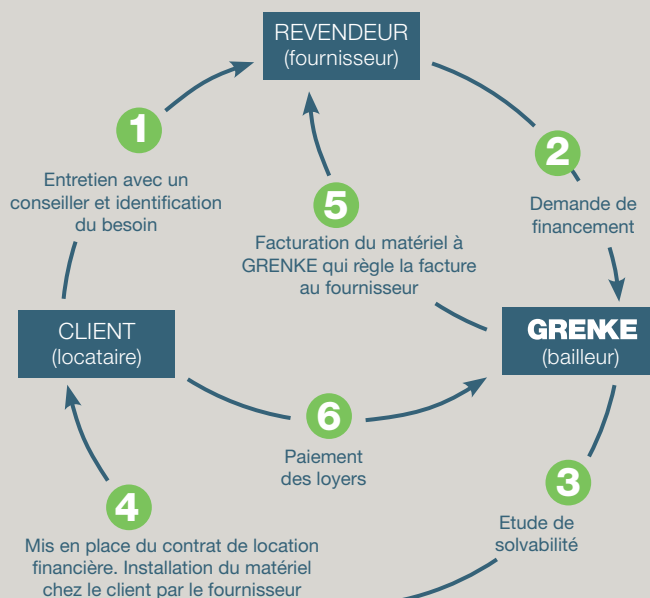 REVENDEUR
(fournisseur)
1
Entretien avec un
conseiller et identification
du besoin
2
Demande de
financement
5
Facturation du matériel à
GRENKE qui règle la facture
au fournisseur
CLIENT
(locataire)
GRENKE
(bailleur)
6
Paiement
des loyers
3
Etude de
solvabilité
4
Mis en place du contrat de location
financière. Installation du matériel
chez le client par le fournisseur